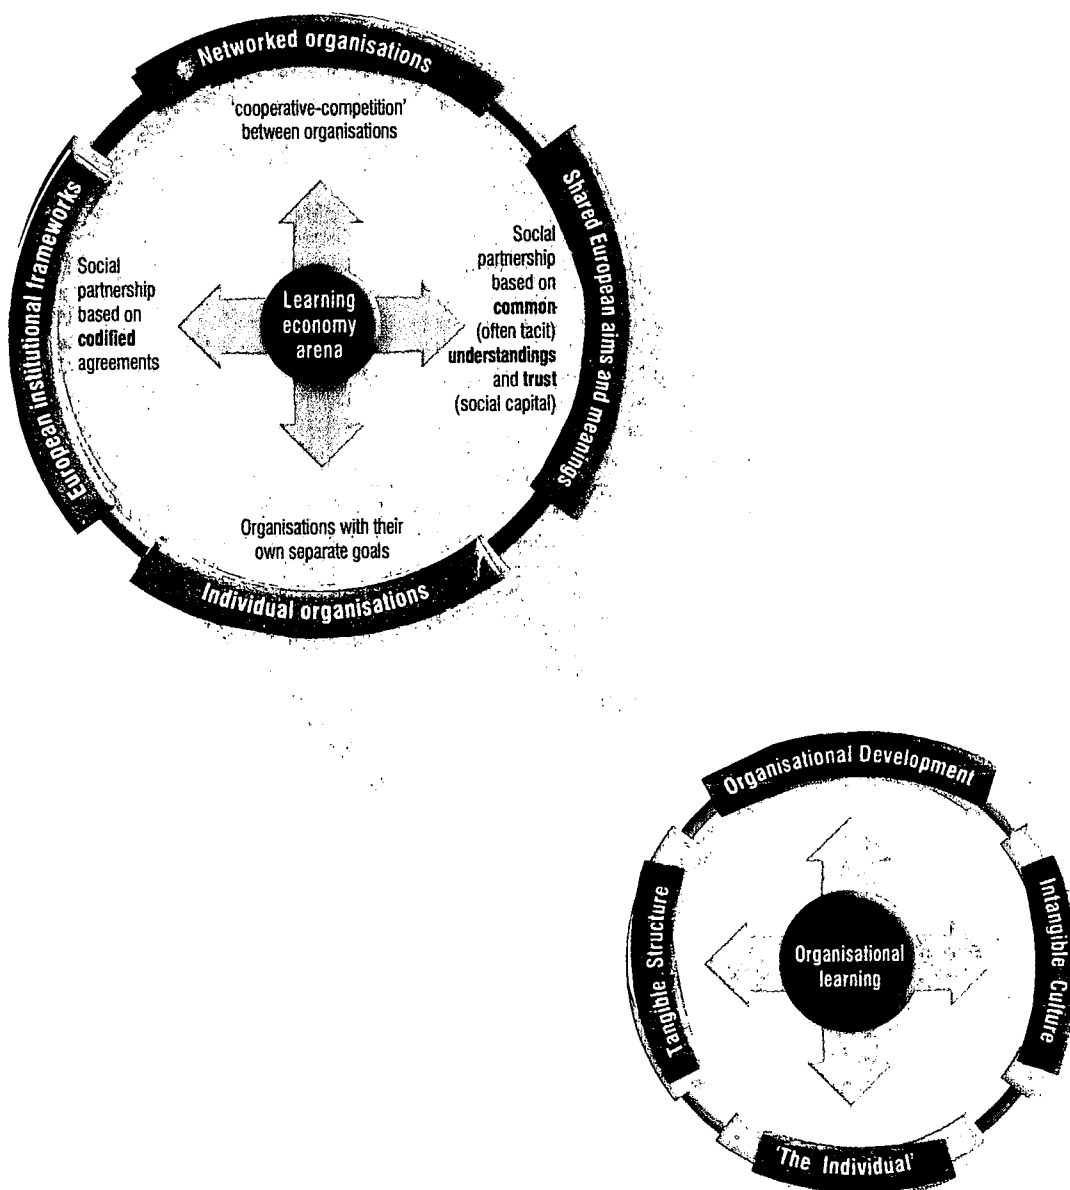 Networked organisations
'cooperative-competition'
between organisations
European institutional frameworks
Social
partnership
based on
codified
agreements
Learning
economy
arena
Social
partnership
based on
common
(often tacit)
understandings
and trust
(social capital)
Shared European aims and meanings
Organisations with their
own separate goals
Individual organisations
Organisational Development
Tangible Structure
Organisational
learning
Intangible Culture
'The Individual'